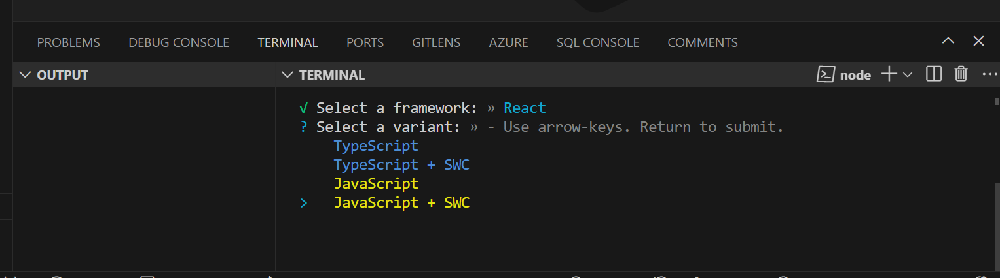 PROBLEMS DEBUG CONSOLE TERMINAL PORTS GITLENS AZURE SQL CONSOLE COMMENTS
OUTPUT
TERMINAL
node
√ Select a framework: » React
? Select a variant: » - Use arrow-keys. Return to submit.
TypeScript
TypeScript + SWC
JavaScript
> JavaScript + SWC